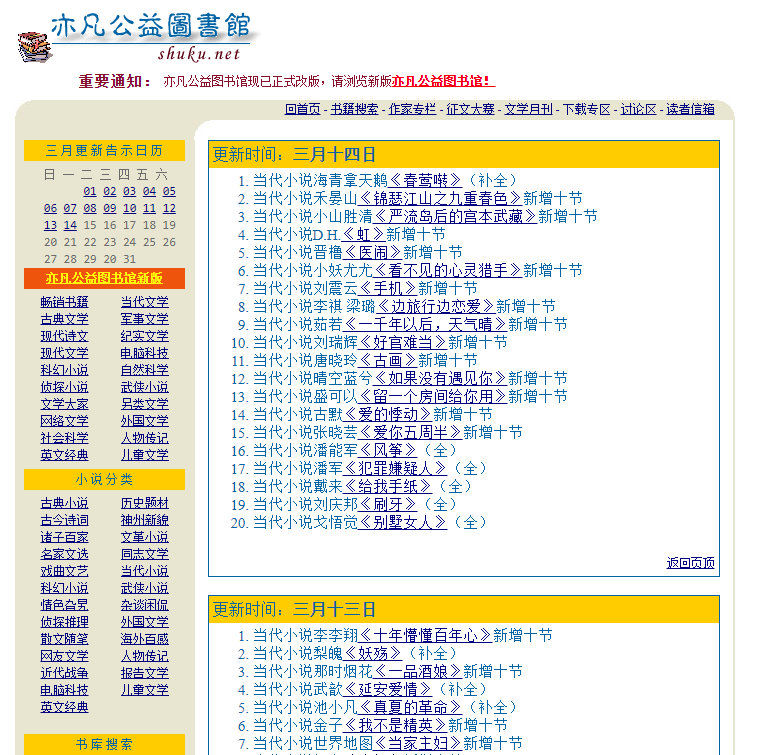 亦凡公益圖書館
shuku.net
重要通知： 亦凡公益图书馆现已正式改版，请浏览新版亦凡公益图书馆！
回首页 - 书籍搜索 - 作家专栏 - 征文大赛 - 文学月刊 - 下载专区 - 讨论区 - 读者信箱
三月更新告示日历
日 一 二 三 四 五 六
01 02 03 04 05
06 07 08 09 10 11 12
13 14 15 16 17 18 19
20 21 22 23 24 25 26
27 28 29 30 31
亦凡公益图书馆新版
畅销书籍 当代文学
古典文学 军事文学
现代诗文 纪实文学
现代文学 电脑科技
科幻小说 自然科学
侦探小说 武侠小说
文学大家 另类文学
网络文学 外国文学
社会科学 人物传记
英文经典 儿童文学
小说分类
古典小说 历史题材
古今诗词 神州新貌
诸子百家 文革小说
名家文选 同志文学
戏曲文艺 当代小说
科幻小说 武侠小说
情色旮旯 杂谈闲侃
侦探推理 外国文学
散文随笔 海外百感
网友文学 人物传记
近代战争 报告文学
电脑科技 儿童文学
英文经典
书库搜索
更新时间：三月十四日
1. 当代小说海青拿天鹅《春莺啭》（补全）
2. 当代小说禾晏山《锦瑟江山之九重春色》新增十节
3. 当代小说小山胜清《严流岛后的宫本武藏》新增十节
4. 当代小说D.H.《虹》新增十节
5. 当代小说晋橹《医闹》新增十节
6. 当代小说小妖尤尤《看不见的心灵猎手》新增十节
7. 当代小说刘震云《手机》新增十节
8. 当代小说李祺 梁璐《边旅行边恋爱》新增十节
9. 当代小说茹若《一千年以后，天气晴》新增十节
10. 当代小说刘瑞辉《好官难当》新增十节
11. 当代小说唐晓玲《古画》新增十节
12. 当代小说晴空蓝兮《如果没有遇见你》新增十节
13. 当代小说盛可以《留一个房间给你用》新增十节
14. 当代小说古默《爱的悸动》新增十节
15. 当代小说张晓芸《爱你五周半》新增十节
16. 当代小说潘能军《风筝》（全）
17. 当代小说潘军《犯罪嫌疑人》（全）
18. 当代小说戴来《给我手纸》（全）
19. 当代小说刘庆邦《刷牙》（全）
20. 当代小说戈悟觉《别墅女人》（全）
返回页顶
更新时间：三月十三日
1. 当代小说李李翔《十年懵懂百年心》新增十节
2. 当代小说梨魄《妖殇》（补全）
3. 当代小说那时烟花《一品酒娘》新增十节
4. 当代小说武歆《延安爱情》（补全）
5. 当代小说池小凡《真夏的革命》（补全）
6. 当代小说金子《我不是精英》新增十节
7. 当代小说世界地图《当家主妇》新增十节